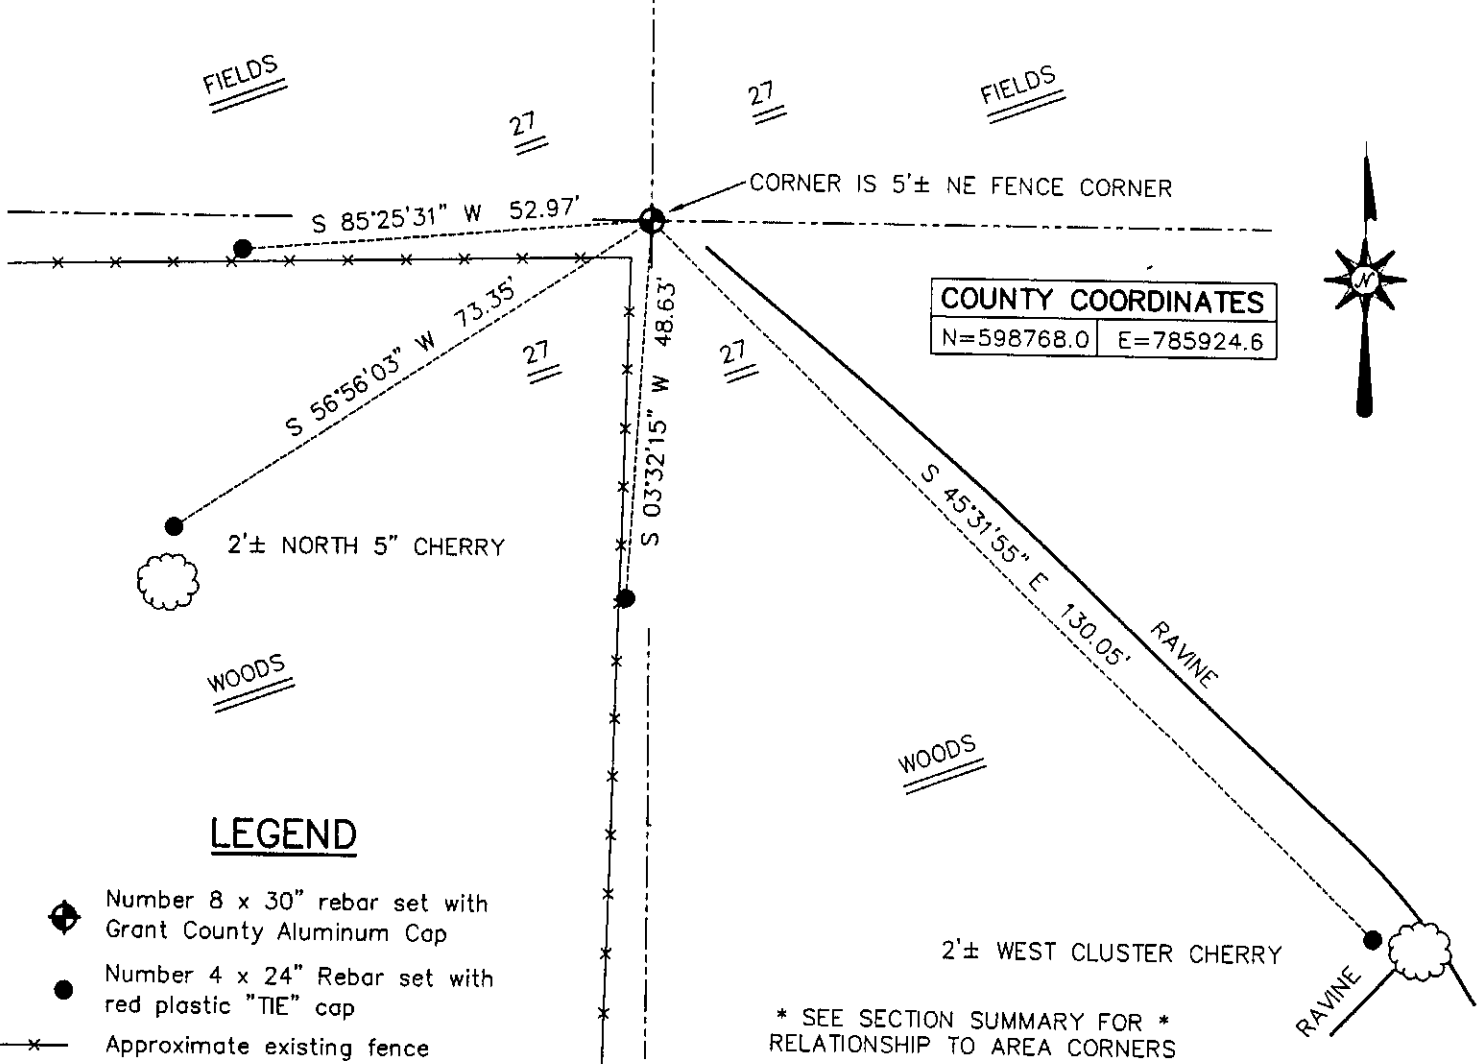 FIELDS
27
27
FIELDS
CORNER IS 5'± NE FENCE CORNER
S 85°25'31" W 52.97'
COUNTY COORDINATES
N=598768.0 E=785924.6
N
S 56°56'03" W 73.35'
27
S 03°32'15" W 48.63'
27
S 45°31'55" E 130.05'
RAVINE
2'± NORTH 5" CHERRY
WOODS
WOODS
LEGEND
Number 8 x 30" rebar set with
Grant County Aluminum Cap
Number 4 x 24" Rebar set with
red plastic "TIE" cap
Approximate existing fence
2'± WEST CLUSTER CHERRY
RAVINE
* SEE SECTION SUMMARY FOR *
RELATIONSHIP TO AREA CORNERS